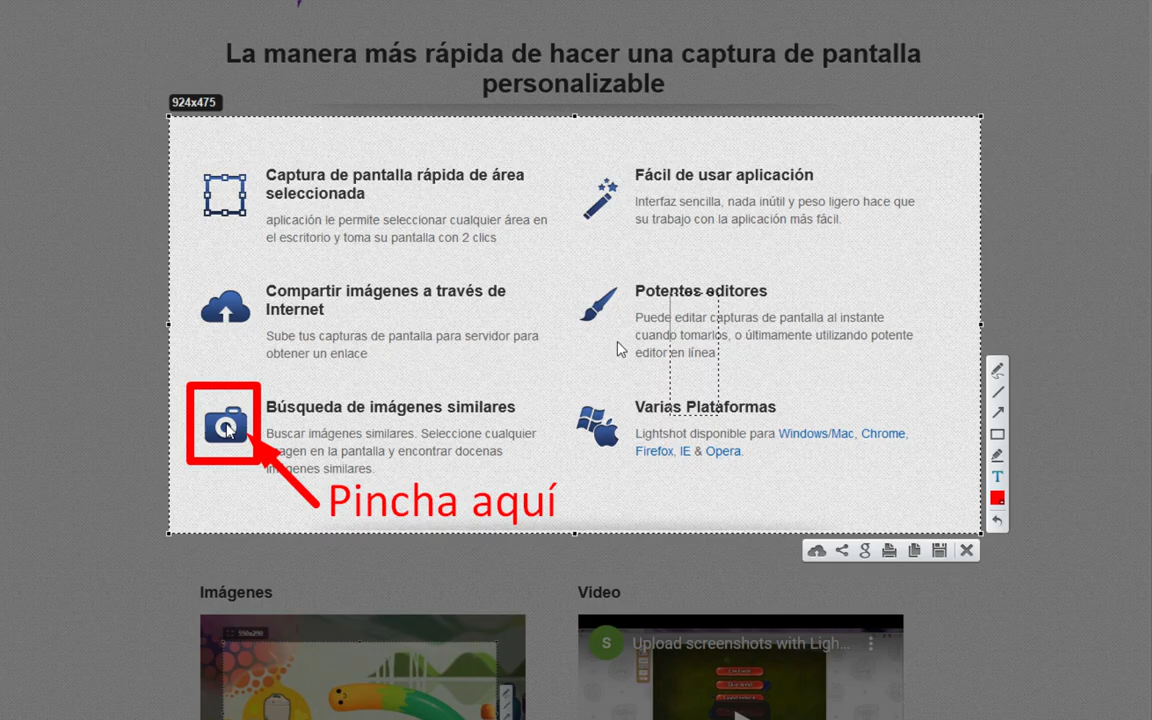 La manera más rápida de hacer una captura de pantalla
personalizable
924x475
Captura de pantalla rápida de área
seleccionada
aplicación le permite seleccionar cualquier área en
el escritorio y toma su pantalla con 2 clics
Fácil de usar aplicación
Interfaz sencilla, nada inútil y peso ligero hace que
su trabajo con la aplicación más fácil.
Compartir imágenes a través de
Internet
Sube tus capturas de pantalla para servidor para
obtener un enlace
Potentes editores
Puede editar capturas de pantalla al instante
cuando tomarlos, o últimamente utilizando potente
editor en línea
Búsqueda de imágenes similares
Buscar imágenes similares. Seleccione cualquier
imagen en la pantalla y encontrar docenas
imágenes similares.
Varias Plataformas
Lightshot disponible para Windows/Mac, Chrome,
Firefox, IE & Opera.
Pincha aquí
T
g
Imágenes
Video
550x290
S
Upload screenshots with Ligh...